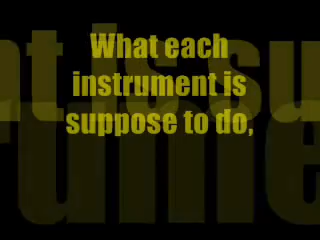 What each
instrument is
suppose to do,